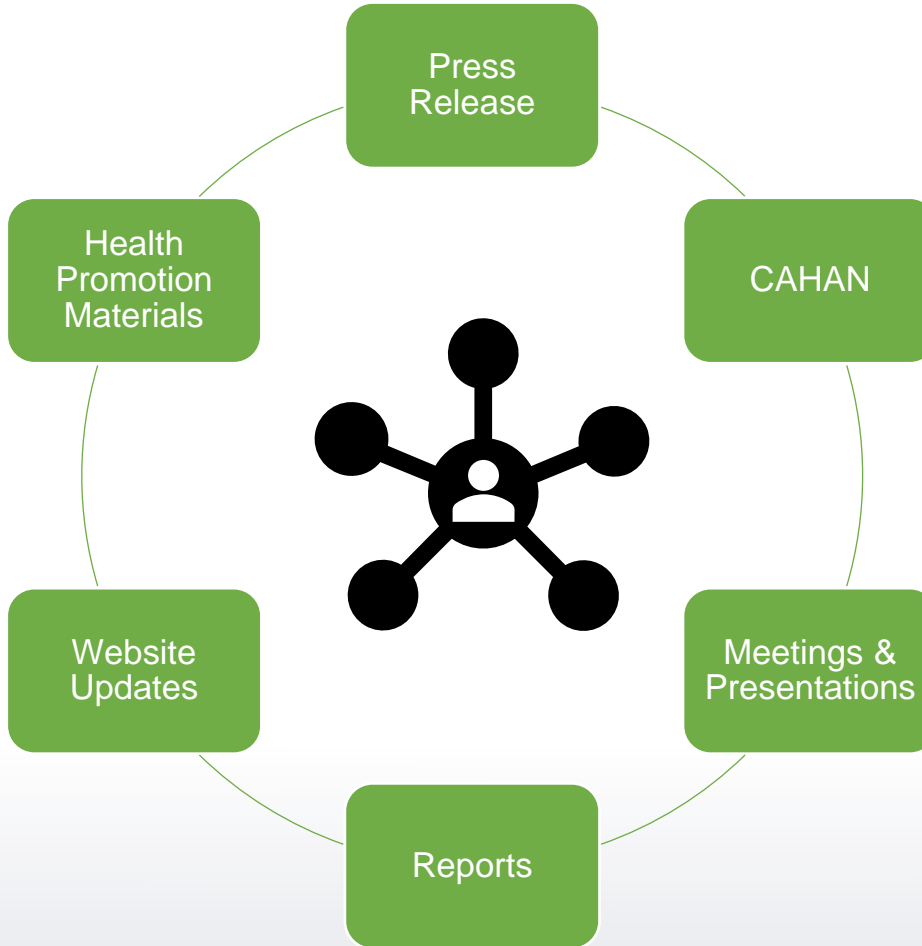 Press
Release
CAHAN
Meetings &
Presentations
Reports
Website
Updates
Health
Promotion
Materials